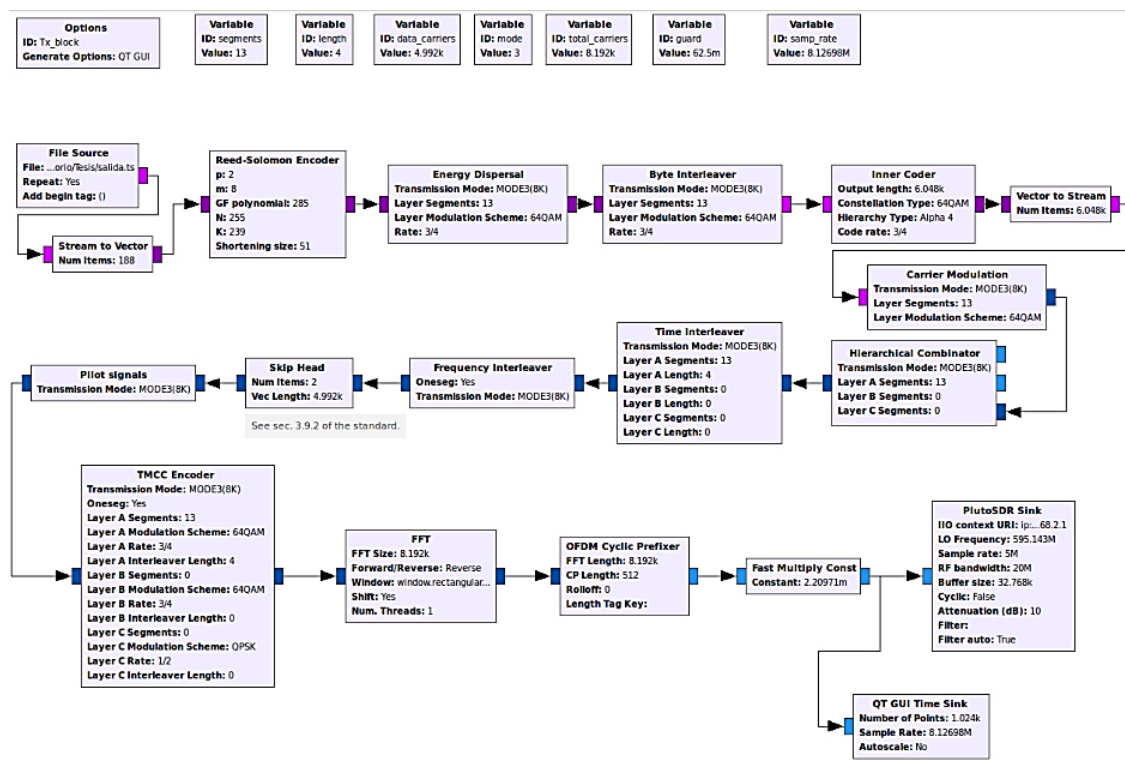 Options
ID: Tx_block
Generate Options: QT GUI
Variable
ID: segments
Value: 13
Variable
ID: length
Value: 4
Variable
ID: data_carriers
Value: 4.992k
Variable
ID: mode
Value: 3
Variable
ID: total_carriers
Value: 8.192k
Variable
ID: guard
Value: 62.5m
Variable
ID: samp_rate
Value: 8.12698M
File Source
File: ...orio/Tesis/salida.ts
Repeat: Yes
Add begin tag: ()
Stream to Vector
Num Items: 188
Reed-Solomon Encoder
p: 2
m: 8
GF polynomial: 285
N: 255
K: 239
Shortening size: 51
Energy Dispersal
Transmission Mode: MODE3(8K)
Layer Segments: 13
Layer Modulation Scheme: 64QAM
Rate: 3/4
Byte Interleaver
Transmission Mode: MODE3(8K)
Layer Segments: 13
Layer Modulation Scheme: 64QAM
Rate: 3/4
Inner Coder
Output length: 6.048k
Constellation Type: 64QAM
Hierarchy Type: Alpha 4
Code rate: 3/4
Vector to Stream
Num Items: 6.048k
Carrier Modulation
Transmission Mode: MODE3(8K)
Layer Segments: 13
Layer Modulation Scheme: 64QAM
Hierarchical Combinator
Transmission Mode: MODE3(8K)
Layer A Segments: 13
Layer B Segments: 0
Layer C Segments: 0
Time Interleaver
Transmission Mode: MODE3(8K)
Layer A Segments: 13
Layer A Length: 4
Layer B Segments: 0
Layer B Length: 0
Layer C Segments: 0
Layer C Length: 0
Frequency Interleaver
Oneseg: Yes
Transmission Mode: MODE3(8K)
Skip Head
Num Items: 2
Vec Length: 4.992k
See sec. 3.9.2 of the standard.
Pilot signals
Transmission Mode: MODE3(8K)
TMCC Encoder
Transmission Mode: MODE3(8K)
Oneseg: Yes
Layer A Segments: 13
Layer A Modulation Scheme: 64QAM
Layer A Rate: 3/4
Layer A Interleaver Length: 4
Layer B Segments: 0
Layer B Modulation Scheme: 64QAM
Layer B Rate: 3/4
Layer B Interleaver Length: 0
Layer C Segments: 0
Layer C Modulation Scheme: QPSK
Layer C Rate: 1/2
Layer C Interleaver Length: 0
FFT
FFT Size: 8.192k
Forward/Reverse: Reverse
Window: window.rectangular...
Shift: Yes
Num. Threads: 1
OFDM Cyclic Prefixer
FFT Length: 8.192k
CP Length: 512
Rolloff: 0
Length Tag Key:
Fast Multiply Const
Constant: 2.20971m
PlutoSDR Sink
IIO context URI: ip:...68.2.1
LO Frequency: 595.143M
Sample rate: 5M
RF bandwidth: 20M
Buffer size: 32.768k
Cyclic: False
Attenuation (dB): 10
Filter:
Filter auto: True
QT GUI Time Sink
Number of Points: 1.024k
Sample Rate: 8.12698M
Autoscale: No